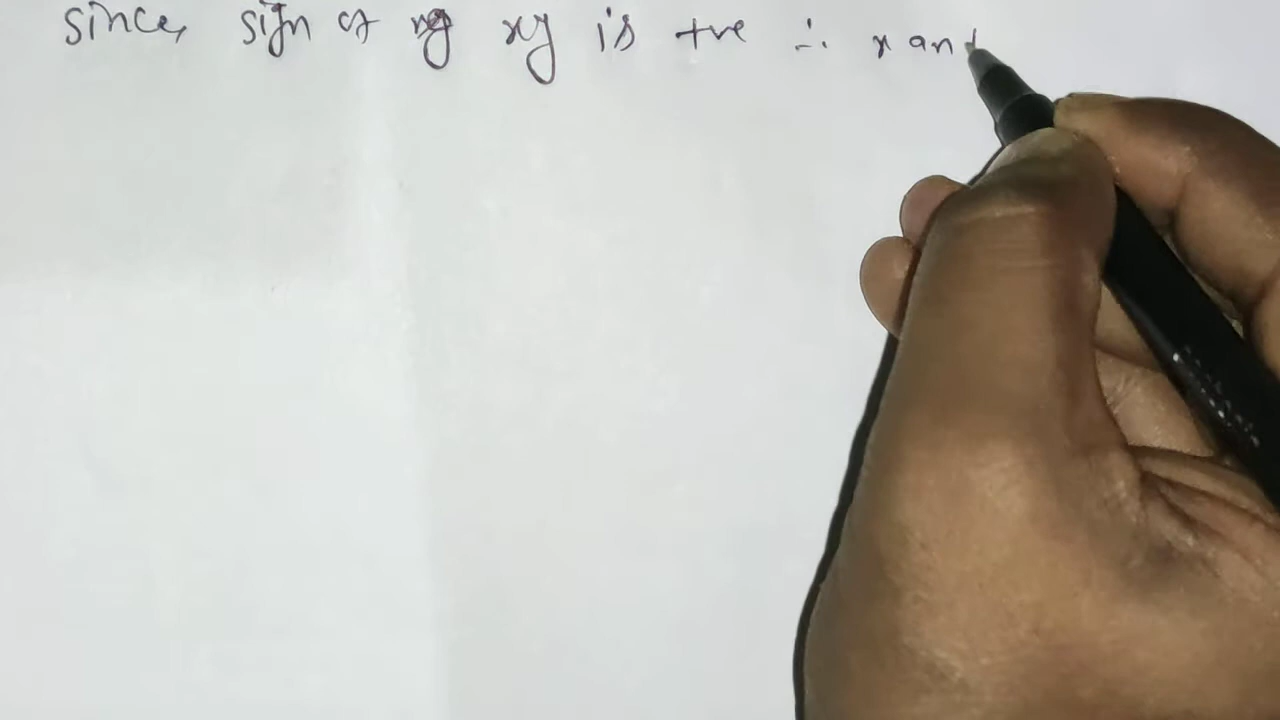 since, sign of xy is +ve ∴ x and